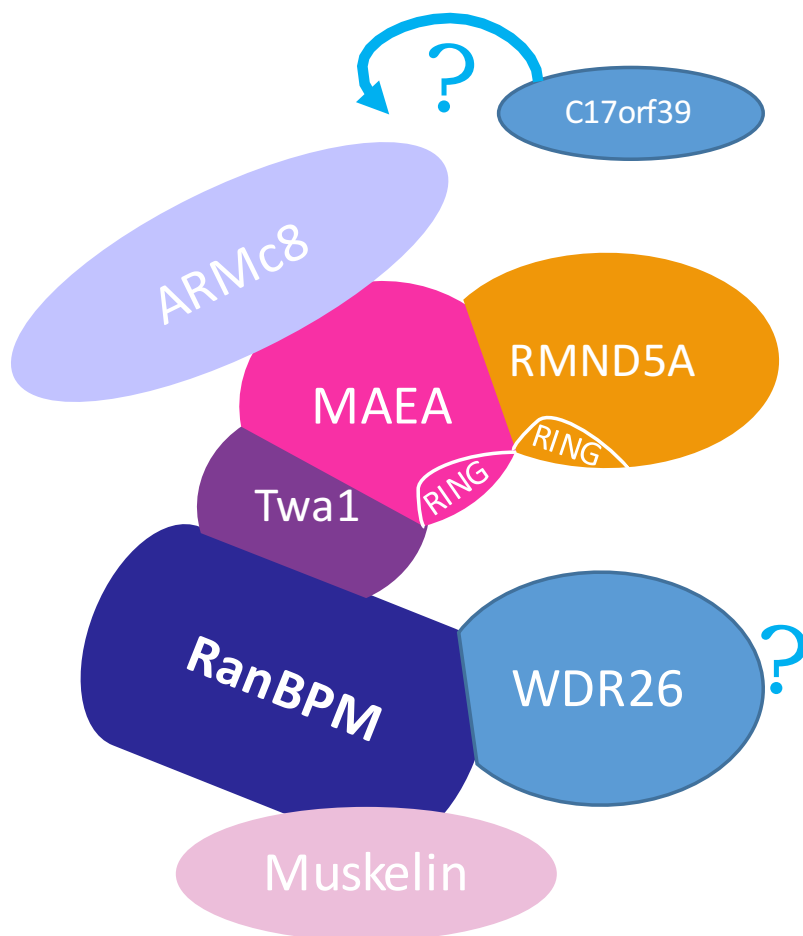 ?
C17orf39
ARMc8
RMND5A
MAEA
RING
RING
Twa1
RanBPM
WDR26
?
Muskelin